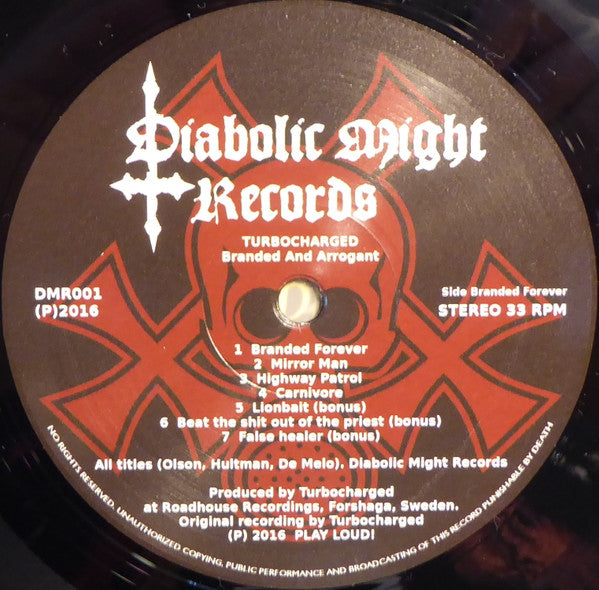 Diabolic Might
Records
TURBOCHARGED
Branded And Arrogant
DMR001
(P)2016
Side Branded Forever
STEREO 33 RPM
1 Branded Forever
2 Mirror Man
3 Highway Patrol
4 Carnivore
5 Lionbait (bonus)
6 Beat the shit out of the priest (bonus)
7 False healer (bonus)
All titles (Olson, Hultman, De Melo). Diabolic Might Records
Produced by Turbocharged
at Roadhouse Recordings, Forshaga, Sweden.
Original recording by Turbocharged
(P) 2016 PLAY LOUD!
NO RIGHTS RESERVED. UNAUTHORIZED COPYING, PUBLIC PERFORMANCE AND BROADCASTING OF THIS RECORD PUNISHABLE BY DEATH